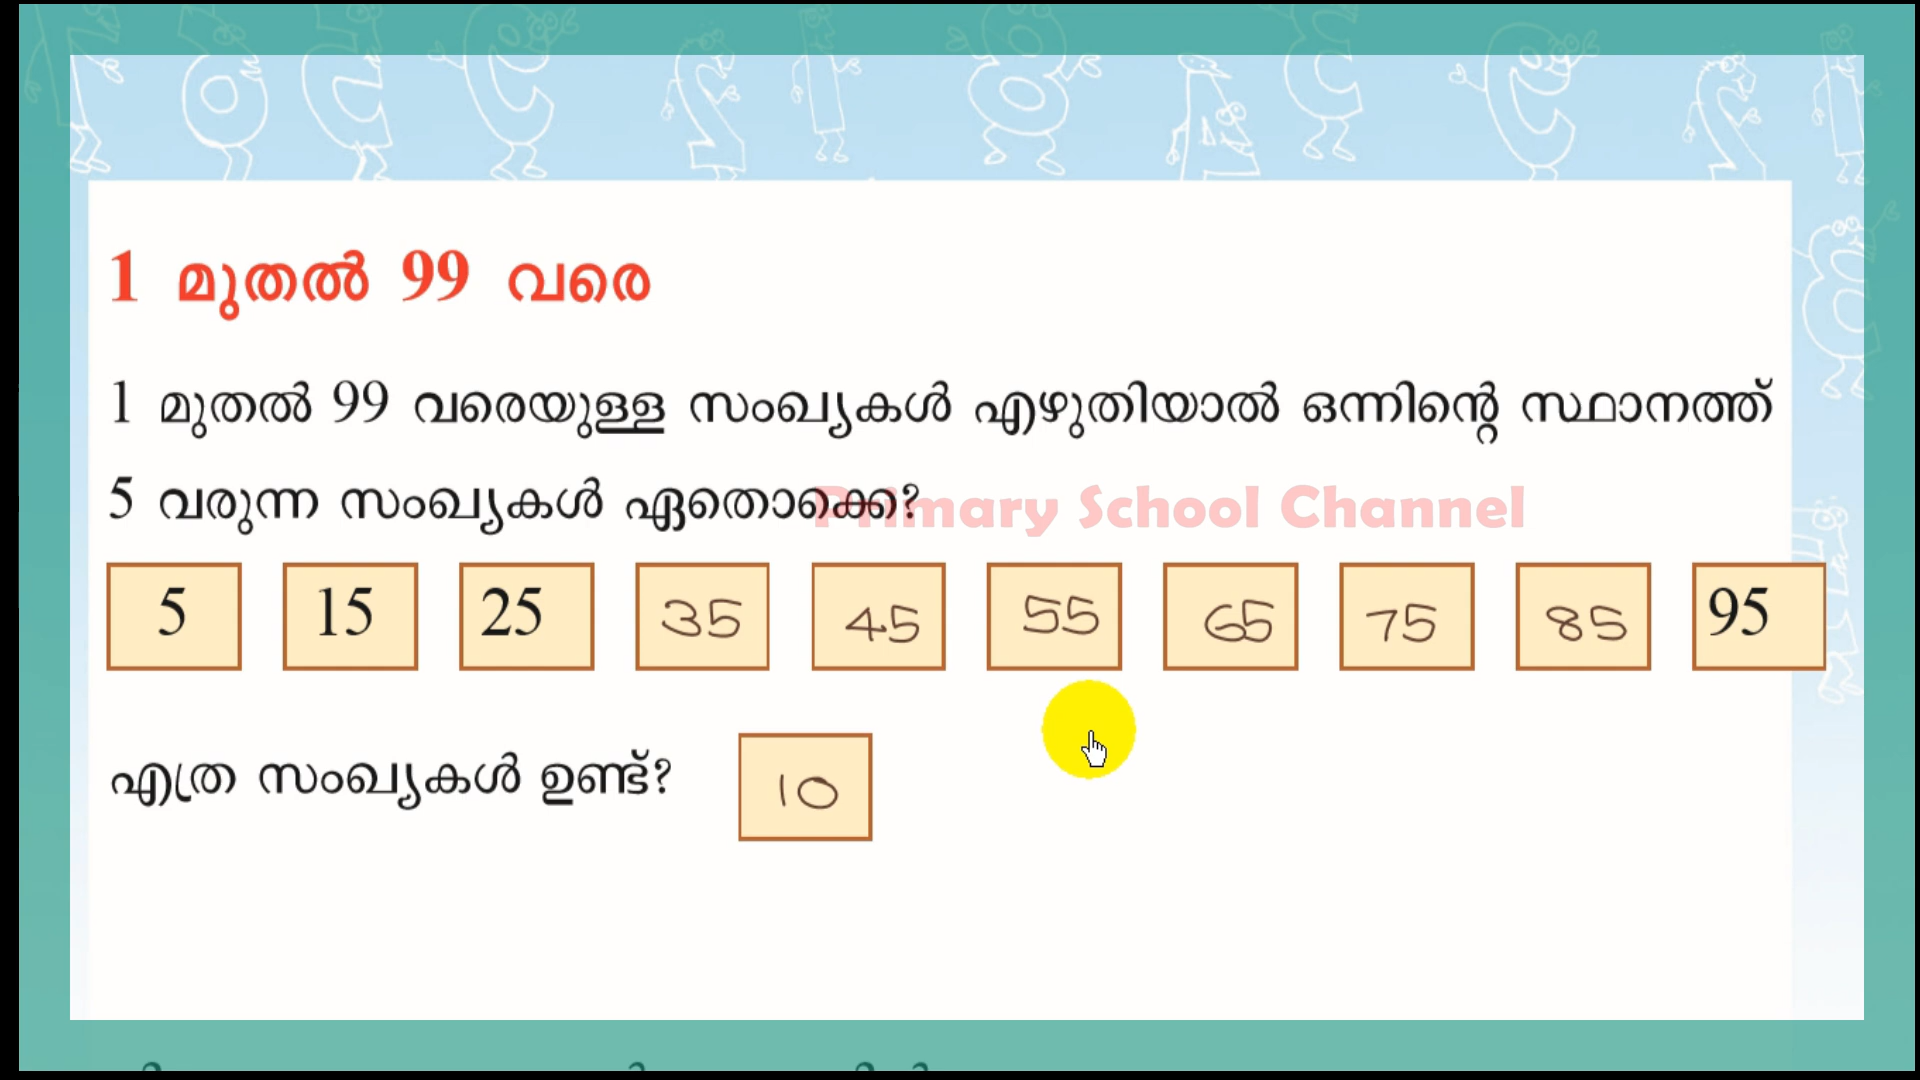 1 മുതൽ 99 വരെ
1 മുതൽ 99 വരെയുള്ള സംഖ്യകൾ എഴുതിയാൽ ഒന്നിന്റെ സ്ഥാനത്ത്
5 വരുന്ന സംഖ്യകൾ ഏതൊക്കെ?
Primary School Channel
5 15 25 35 45 55 65 75 85 95
എത്ര സംഖ്യകൾ ഉണ്ട്? 10